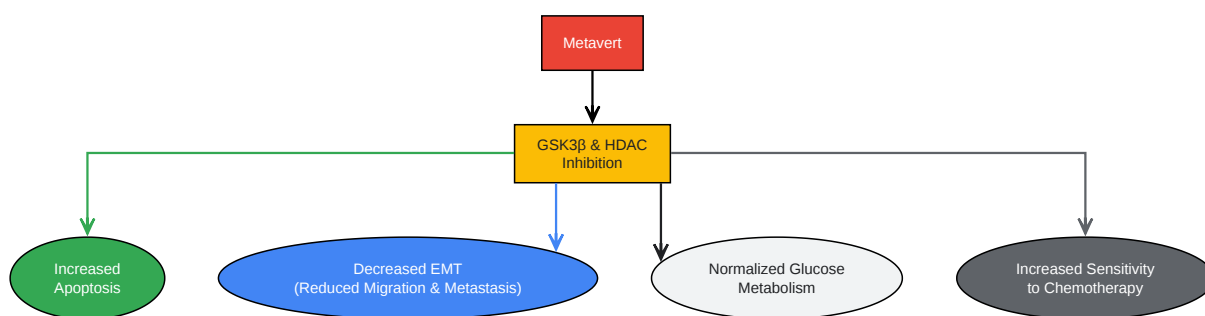 Metavert
GSK3β & HDAC
Inhibition
Increased
Apoptosis
Decreased EMT
(Reduced Migration & Metastasis)
Normalized Glucose
Metabolism
Increased Sensitivity
to Chemotherapy